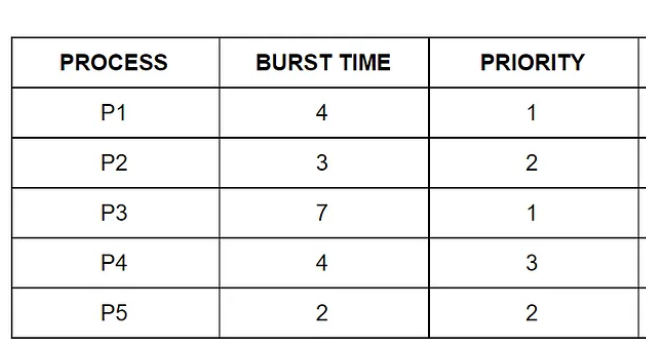 PROCESS BURST TIME PRIORITY
P1 4 1
P2 3 2
P3 7 1
P4 4 3
P5 2 2